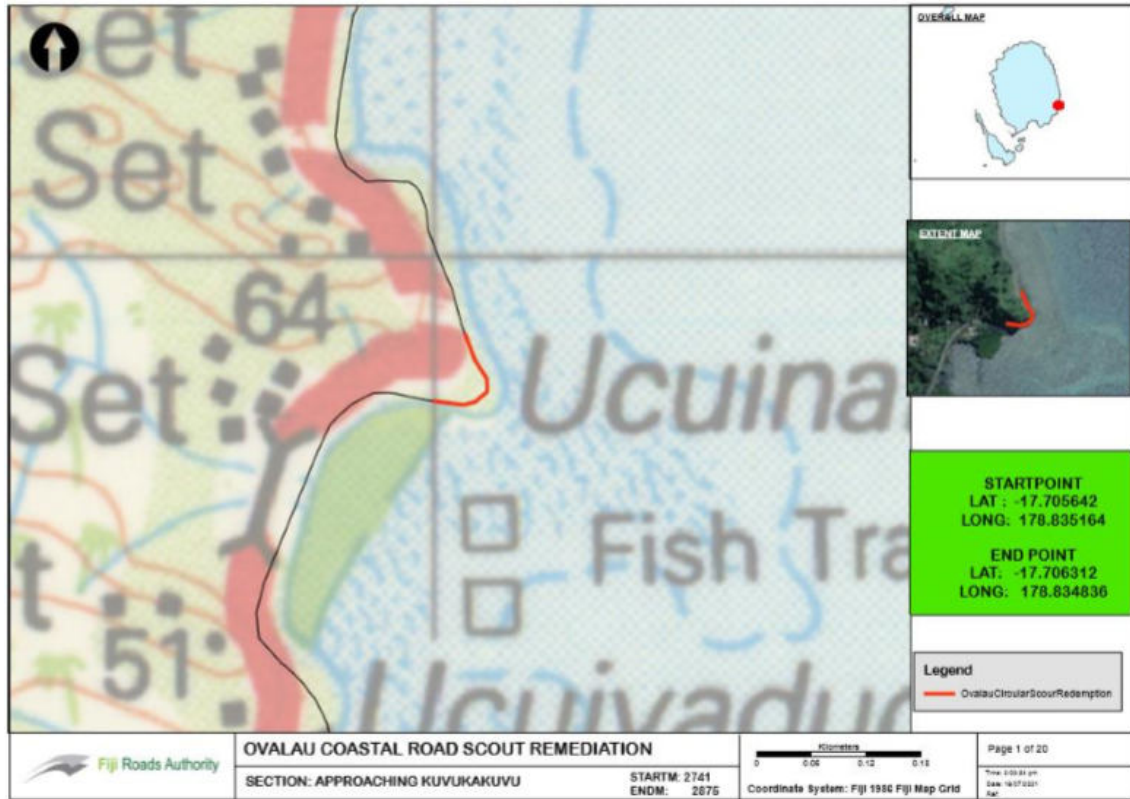 Set
Set
64
Set
51
Ucuina
Fish Tra
Ucuivadu
OVERALL MAP
EXTENT MAP
STARTPOINT
LAT : -17.705642
LONG: 178.835164
END POINT
LAT: -17.706312
LONG: 178.834836
Legend
OvalauCircularScourRedemption
Fiji Roads Authority
OVALAU COASTAL ROAD SCOUT REMEDIATION
SECTION: APPROACHING KUVUKAKUVU
STARTM: 2741
ENDM: 2875
Kilometers
0 0.06 0.12 0.18
Coordinate System: Fiji 1986 Fiji Map Grid
Page 1 of 20